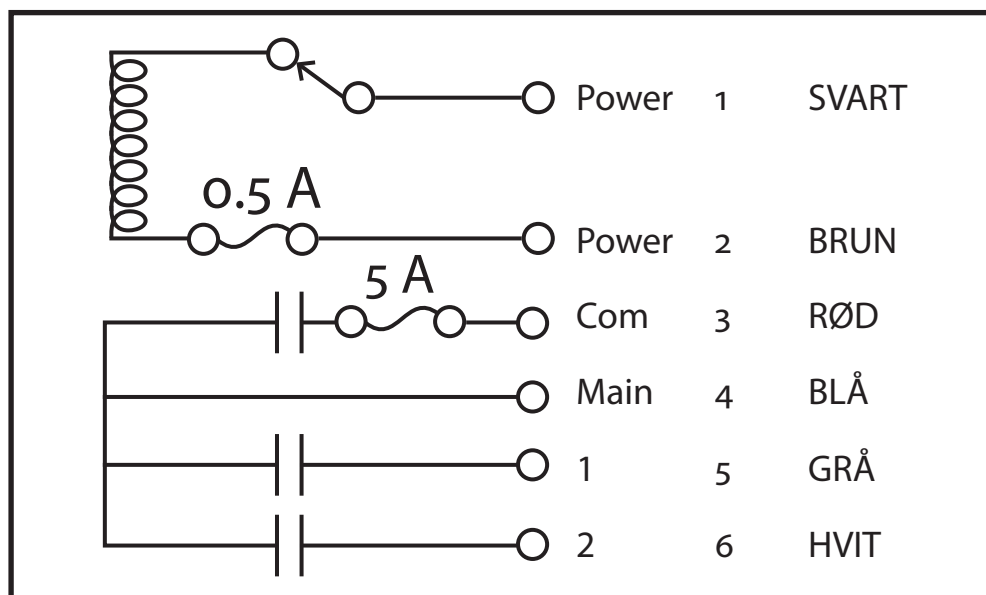 Power 1 SVART
0.5 A
Power 2 BRUN
5 A
Com 3 RØD
Main 4 BLÅ
1 5 GRÅ
2 6 HVIT